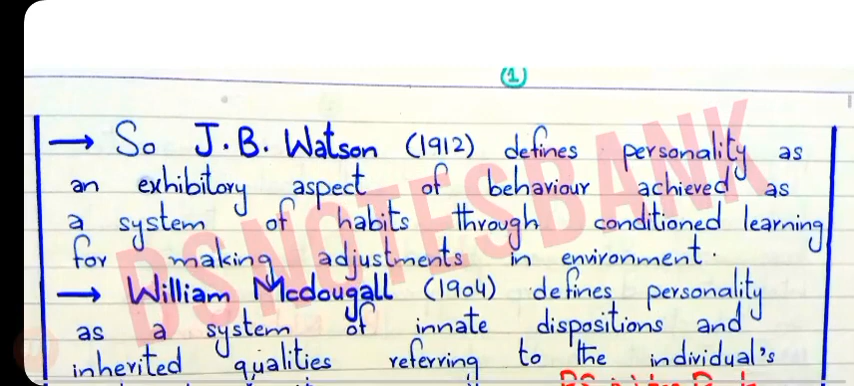 1
→ So J.B. Watson (1912) defines personality as
an exhibitory aspect of behaviour achieved as
a system of habits through conditioned learning
for making adjustments in environment.
→ William Mcdougall (1904) defines personality
as a system of innate dispositions and
inherited qualities referring to the individual's
DSNOTESBANK